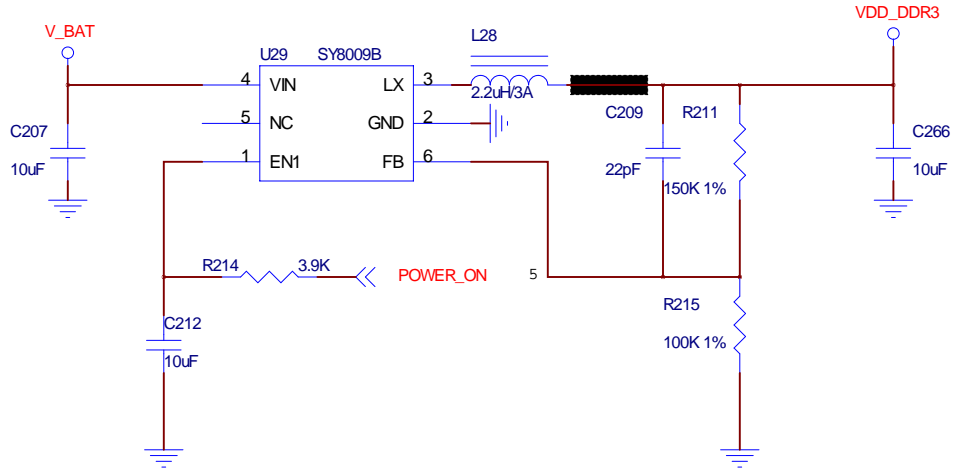 V_BAT
VDD_DDR3
U29 SY8009B
L28
4 VIN LX 3
2.2uH/3A
C207
10uF
5 NC GND 2
C209 R211
C266
10uF
1 EN1 FB 6
22pF
150K 1%
R214 3.9K
POWER_ON 5
R215
C212
10uF
100K 1%